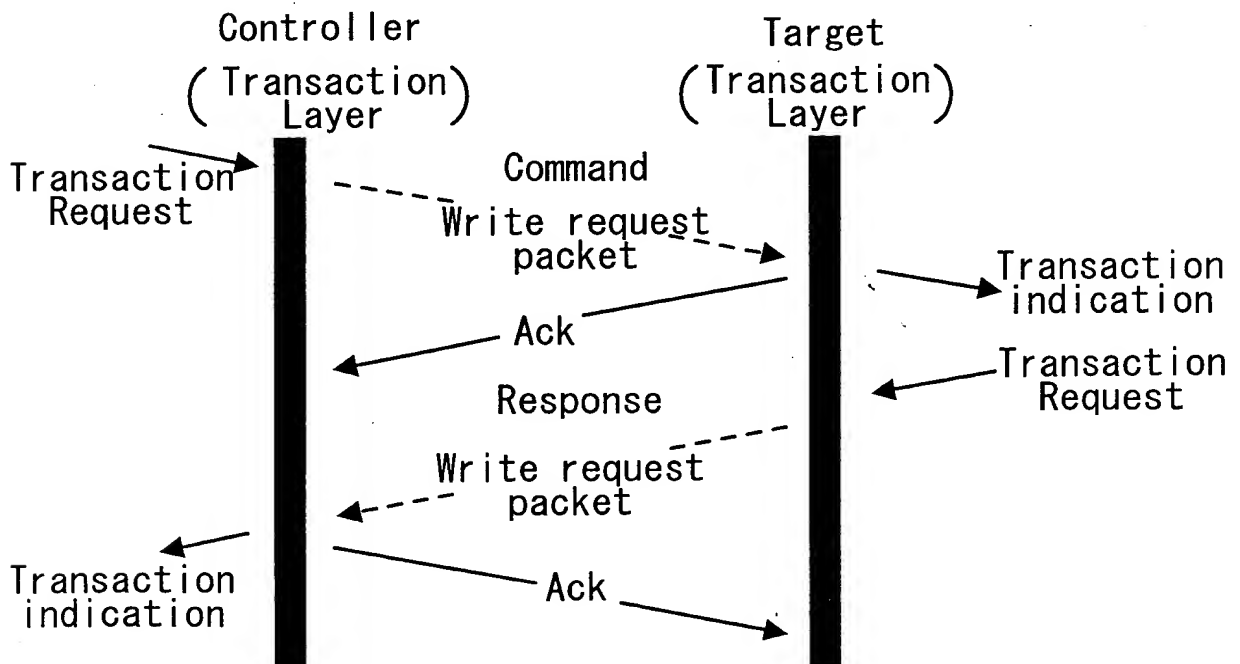 Controller
(Transaction
Layer)
Target
(Transaction
Layer)
Transaction
Request
Command
Write request
packet
Transaction
indication
Ack
Transaction
Request
Response
Write request
packet
Transaction
indication
Ack